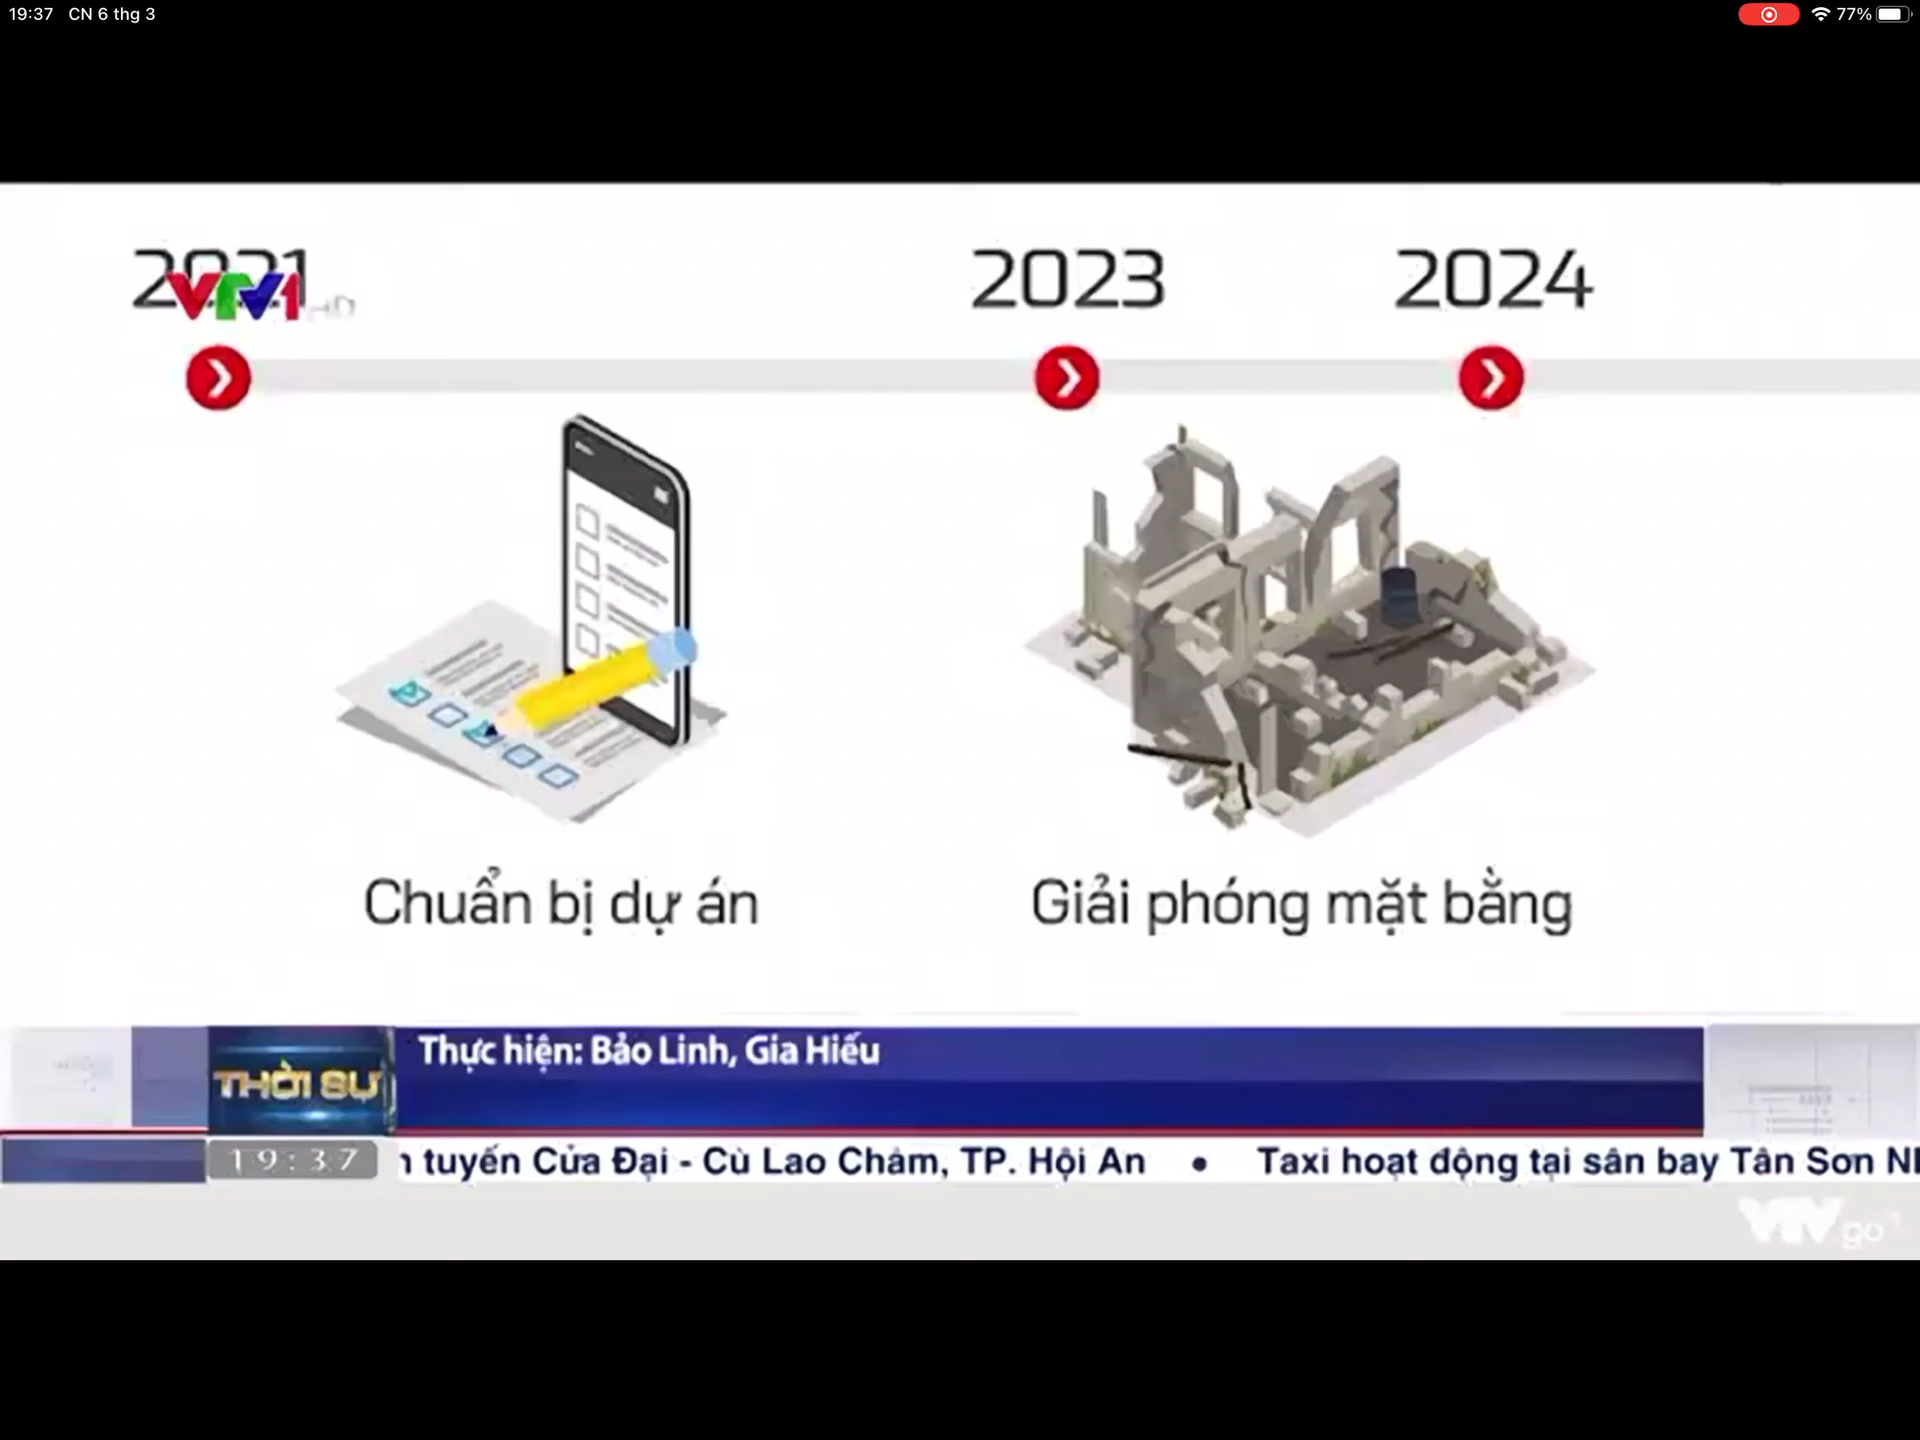 19:37 CN 6 thg 3
77%
2021
2023
2024
VTV1 HD
Chuẩn bị dự án
Giải phóng mặt bằng
THỜI SỰ
Thực hiện: Bảo Linh, Gia Hiếu
19:37
tuyến Cửa Đại - Cù Lao Chàm, TP. Hội An • Taxi hoạt động tại sân bay Tân Sơn
VTV go